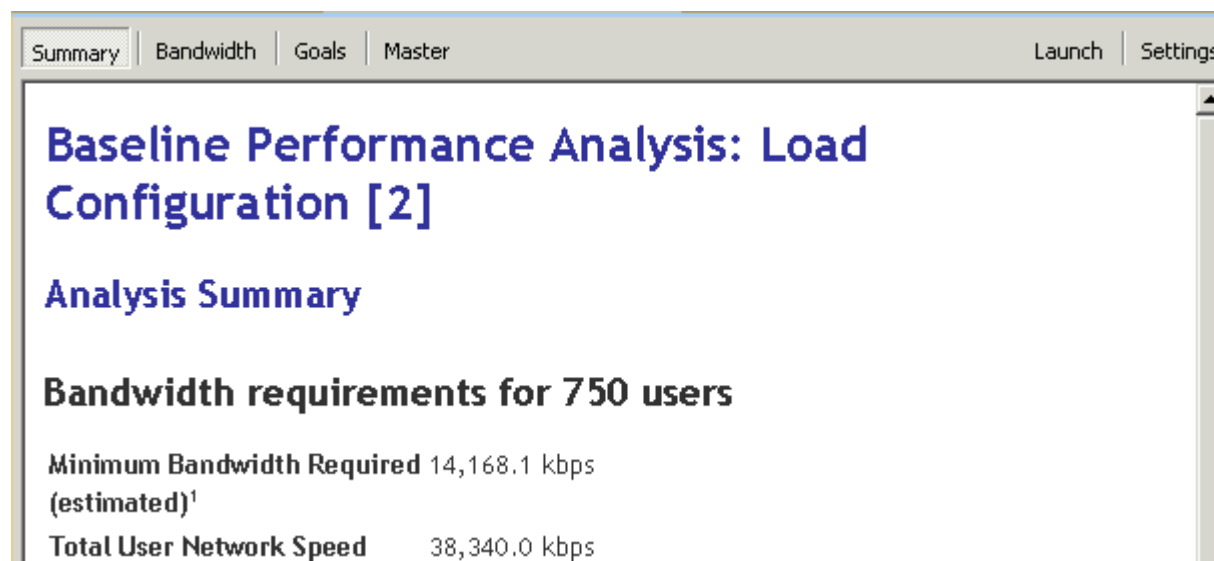 Summary Bandwidth Goals Master Launch Settings
Baseline Performance Analysis: Load
Configuration [2]
Analysis Summary
Bandwidth requirements for 750 users
Minimum Bandwidth Required 14,168.1 kbps
(estimated)¹
Total User Network Speed 38,340.0 kbps